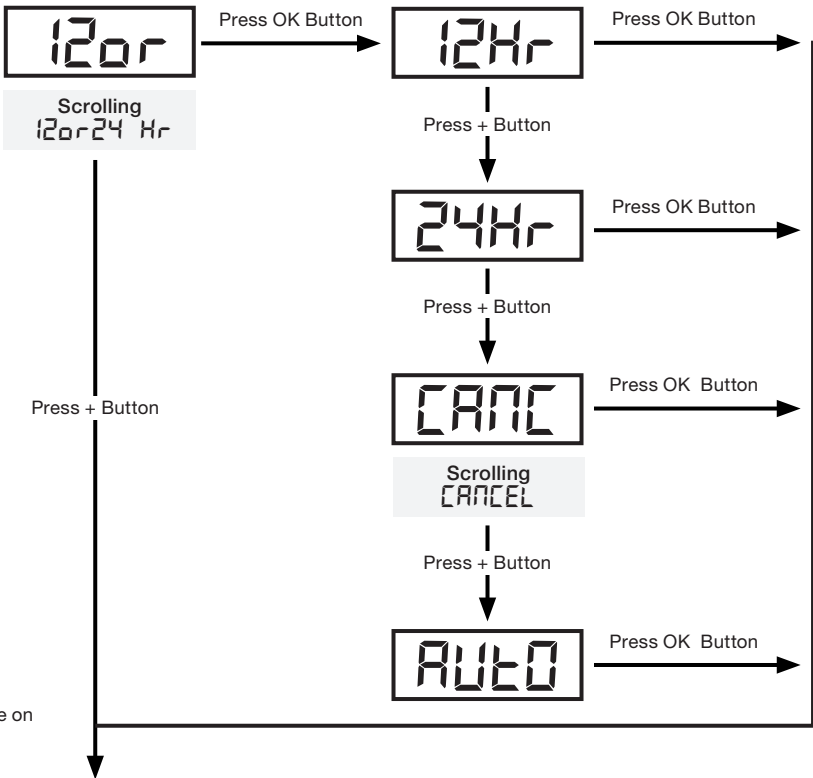 12or
Press OK Button
12Hr
Press OK Button
Scrolling
12or24 Hr
Press + Button
24Hr
Press OK Button
Press + Button
CANC
Press OK Button
Press + Button
Scrolling
CANCEL
Press + Button
AUtO
Press OK Button
e on